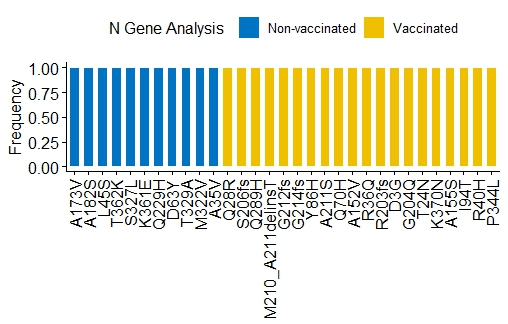 N Gene Analysis Non-vaccinated Vaccinated
Frequency
1.00
0.75
0.50
0.25
0.00
A173V
A182S
L45S
T362K
S327L
K361E
Q229H
D63Y
T329A
M322V
A35V
Q28R
S206fs
Q289H
M210_A211delinsT
G212fs
G214fs
Y86H
A211S
Q70H
A152V
R36Q
R203fs
D3G
G204Q
T24N
K370N
A155S
I94T
R40H
P344L